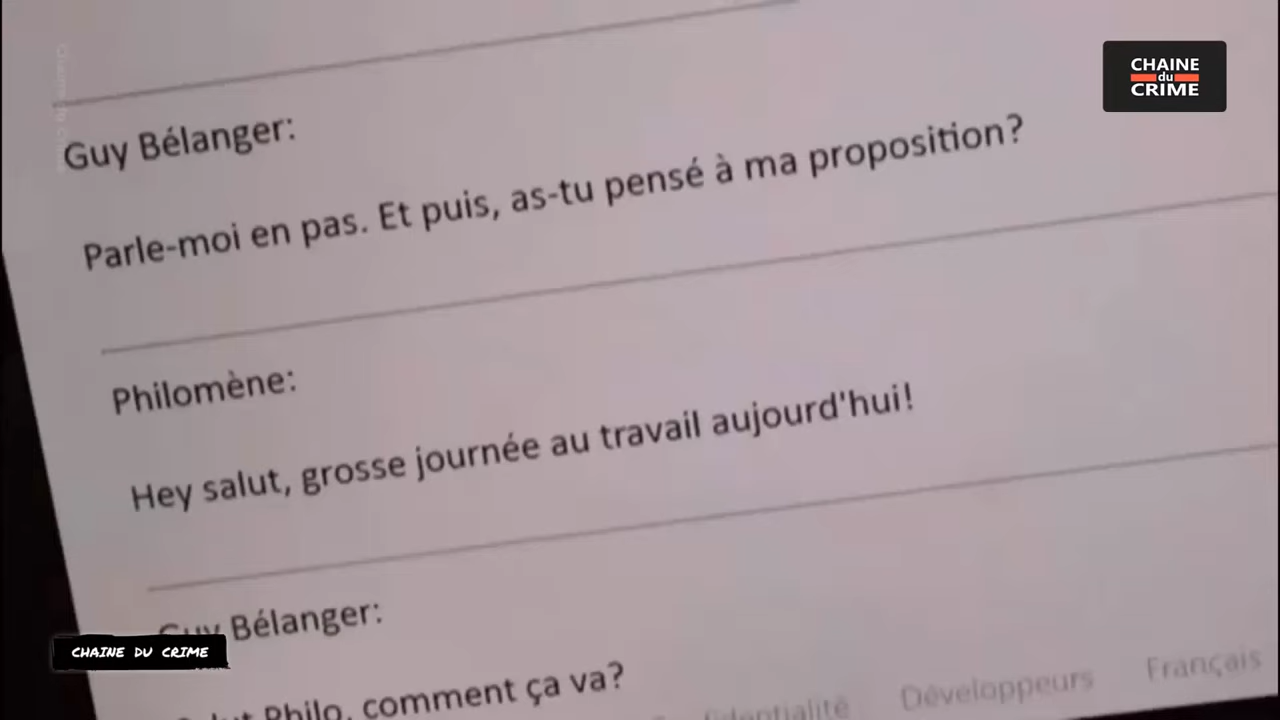 CHAINE
du
CRIME
Guy Bélanger:
Parle-moi en pas. Et puis, as-tu pensé à ma proposition?
Philomène:
Hey salut, grosse journée au travail aujourd'hui!
Guy Bélanger:
Philo, comment ça va?
Développeurs Français
CHAINE DU CRIME